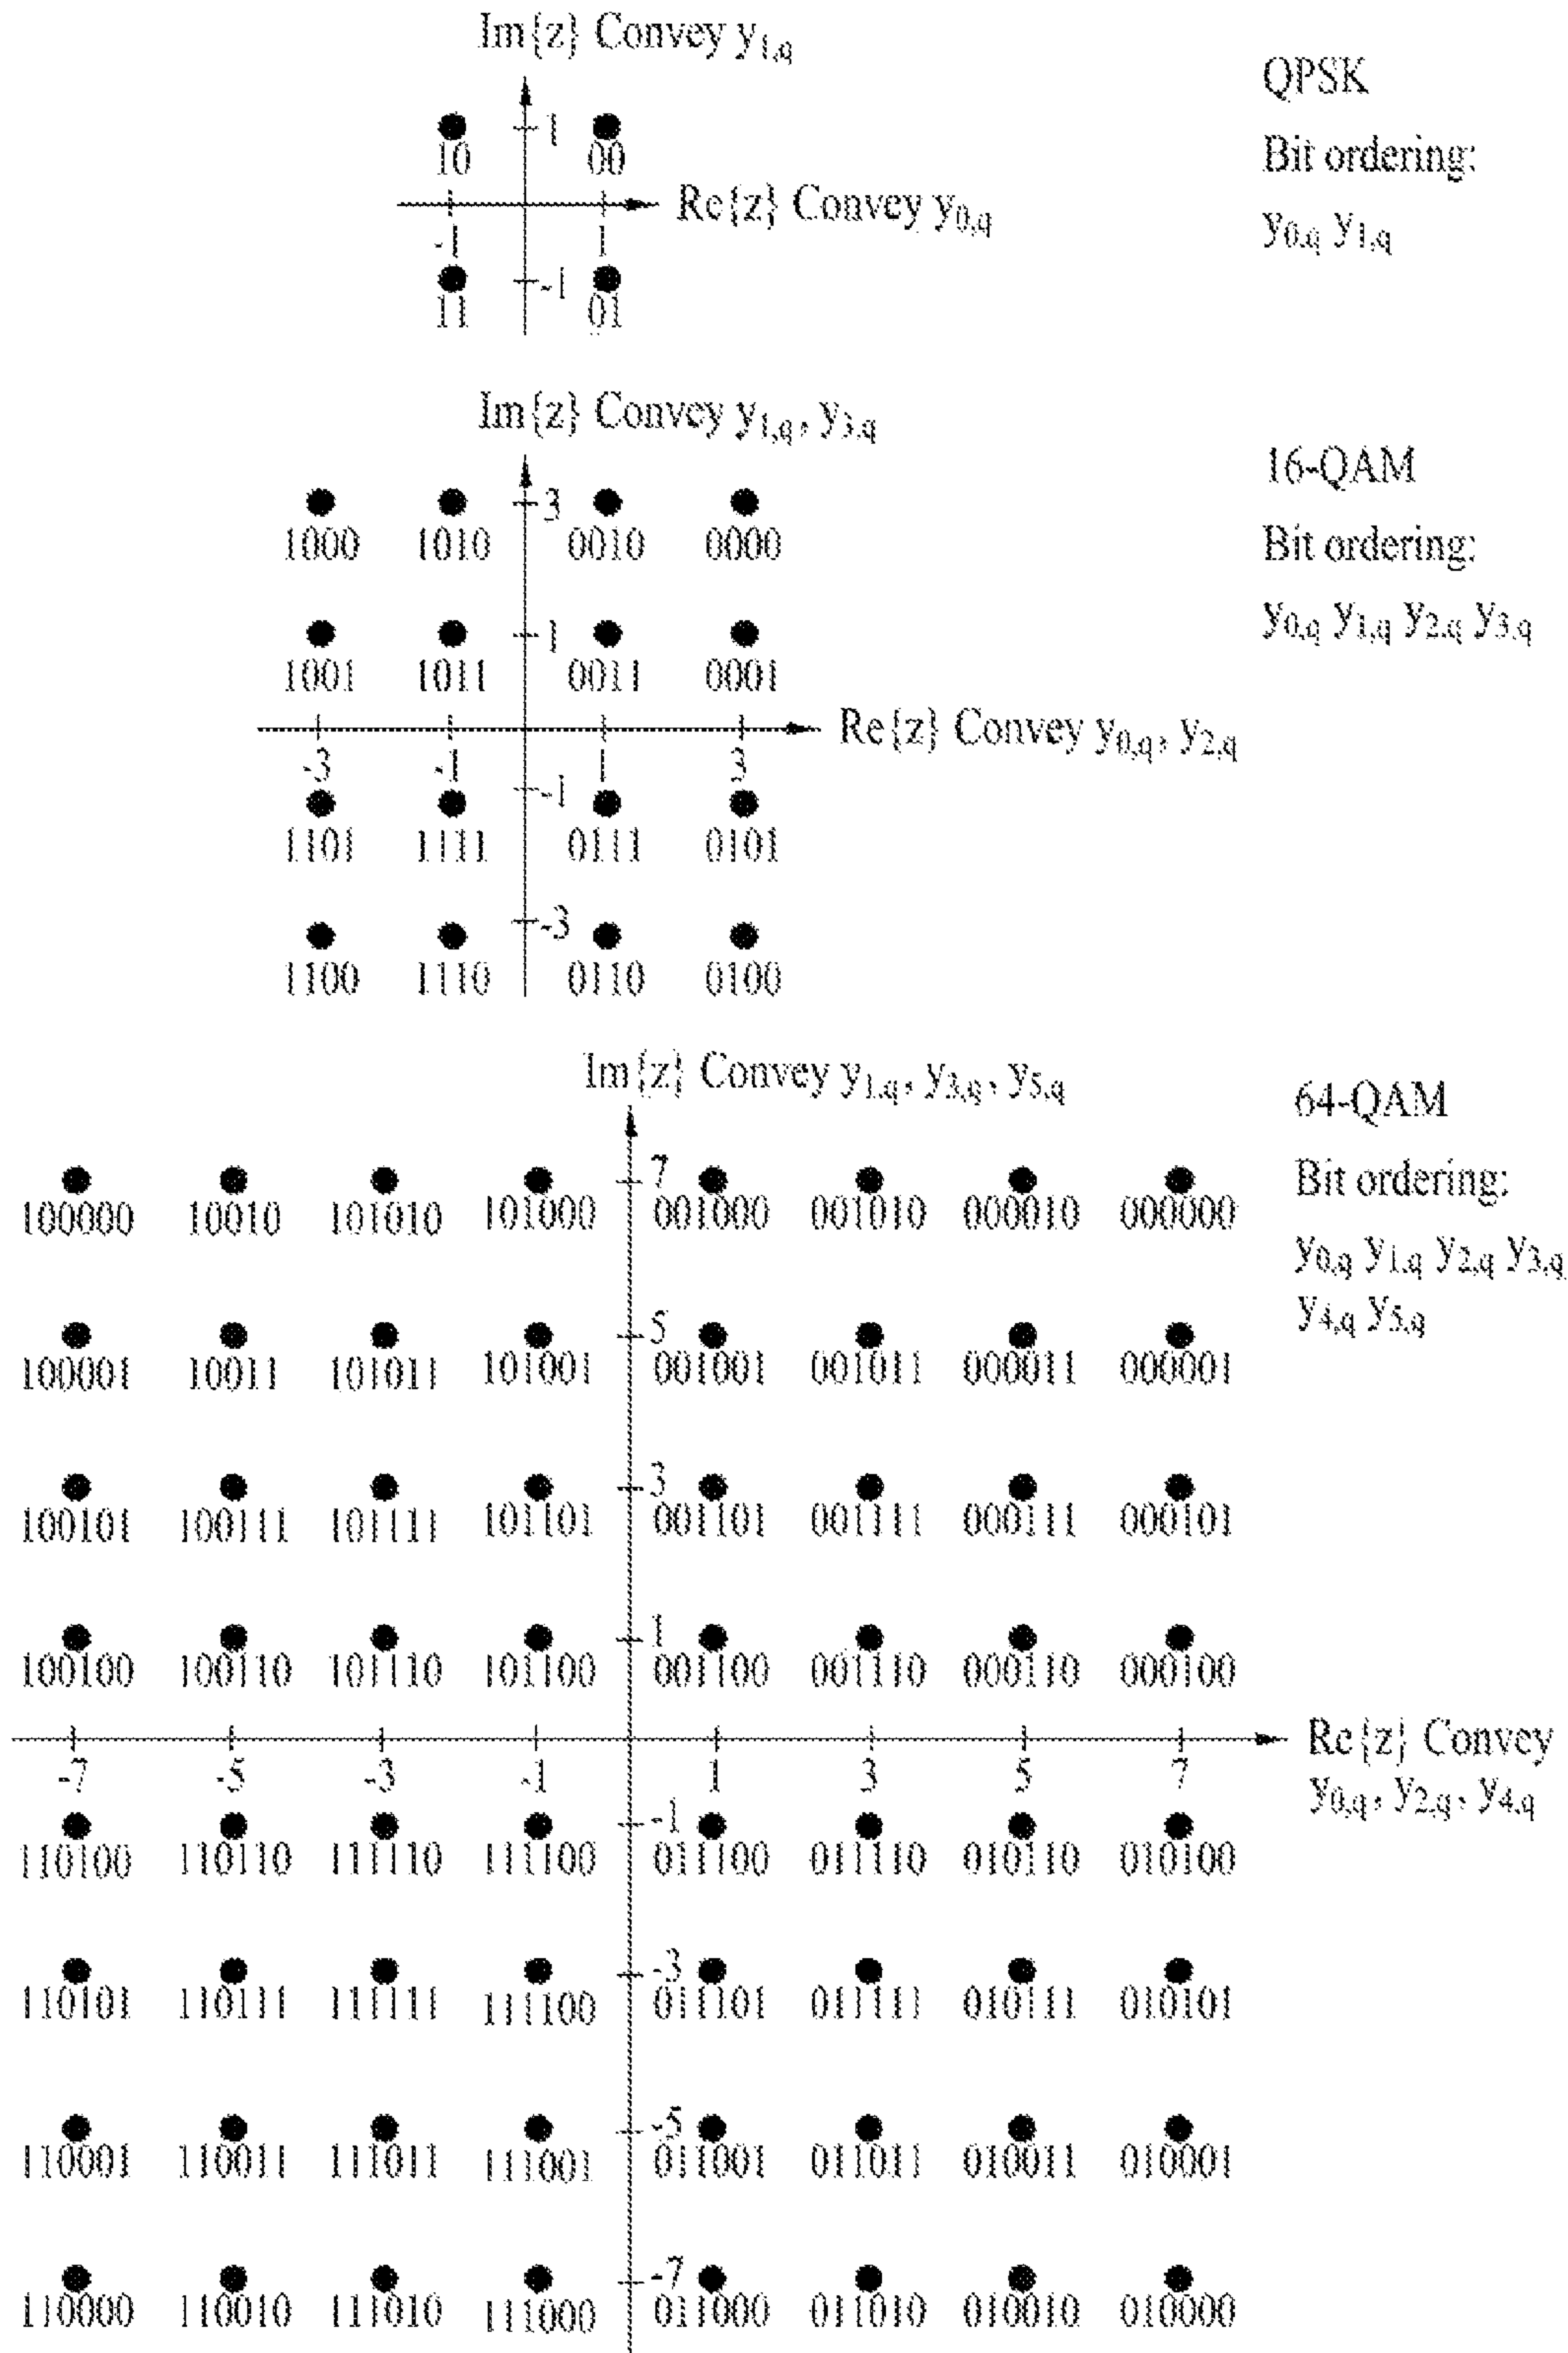 Im{z} Convey y1,q
QPSK
Bit ordering:
y0,q y1,q
1
10 00
Re{z} Convey y0,q
-1 1
-1
11 01
Im{z} Convey y1,q, y3,q
16-QAM
Bit ordering:
y0,q y1,q y2,q y3,q
3
1000 1010 0010 0000
1
1001 1011 0011 0001
Re{z} Convey y0,q, y2,q
-3 -1 1 3
-1
1101 1111 0111 0101
-3
1100 1110 0110 0100
Im{z} Convey y1,q, y3,q, y5,q
64-QAM
Bit ordering:
y0,q y1,q y2,q y3,q
y4,q y5,q
7
100000 10010 101010 101000 001000 001010 000010 000000
5
100001 10011 101011 101001 001001 001011 000011 000001
3
100101 100111 101111 101101 001101 001111 000111 000101
1
100100 100110 101110 101100 001100 001110 000110 000100
Re{z} Convey
y0,q, y2,q, y4,q
-7 -5 -3 -1 1 3 5 7
-1
110100 110110 111110 111100 011100 011110 010110 010100
-3
110101 110111 111111 111100 011101 011111 010111 010101
-5
110001 110011 111011 111001 011001 011011 010011 010001
-7
110000 110010 111010 111000 011000 011010 010010 010000